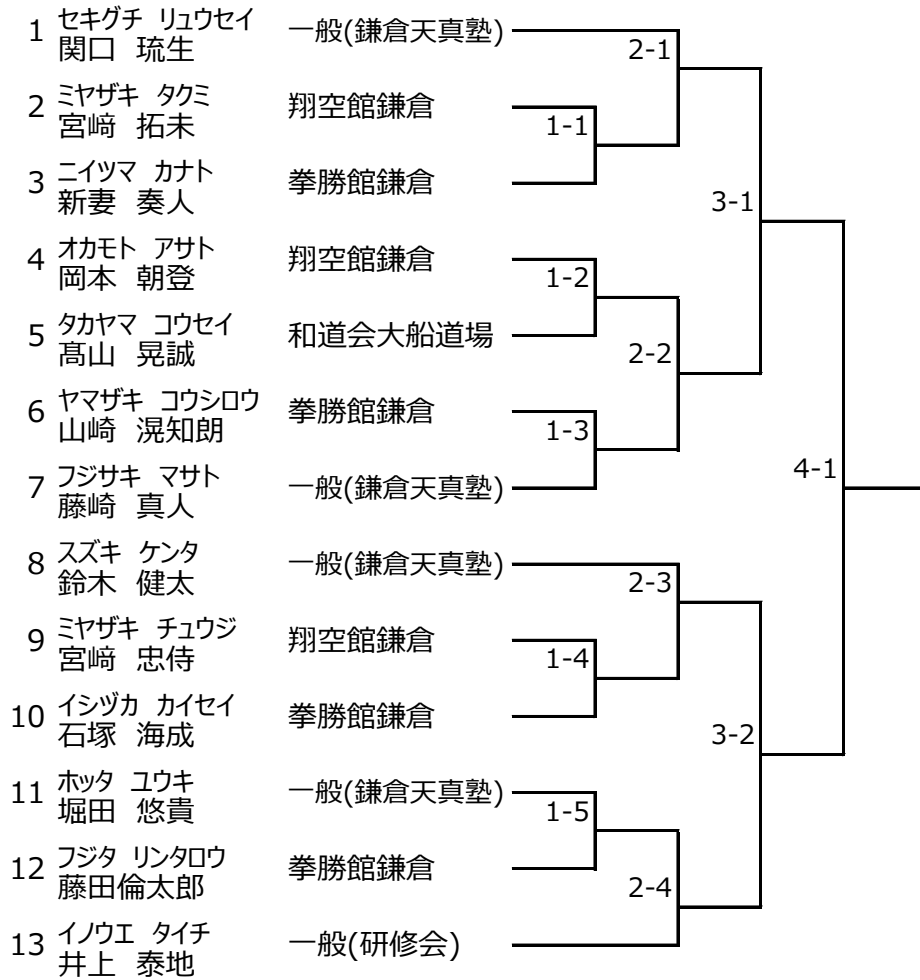 1 セキグチ リュウセイ
関口 琉生 一般(鎌倉天真塾)
2-1
2 ミヤザキ タクミ
宮﨑 拓未 翔空館鎌倉
1-1
3 ニイツマ カナト
新妻 奏人 拳勝館鎌倉
3-1
4 オカモト アサト
岡本 朝登 翔空館鎌倉
1-2
5 タカヤマ コウセイ
髙山 晃誠 和道会大船道場
2-2
6 ヤマザキ コウシロウ
山崎 滉知朗 拳勝館鎌倉
1-3
7 フジサキ マサト
藤崎 真人 一般(鎌倉天真塾)
4-1
8 スズキ ケンタ
鈴木 健太 一般(鎌倉天真塾)
2-3
9 ミヤザキ チュウジ
宮﨑 忠侍 翔空館鎌倉
1-4
10 イシヅカ カイセイ
石塚 海成 拳勝館鎌倉
3-2
11 ホッタ ユウキ
堀田 悠貴 一般(鎌倉天真塾)
1-5
12 フジタ リンタロウ
藤田倫太郎 拳勝館鎌倉
2-4
13 イノウエ タイチ
井上 泰地 一般(研修会)